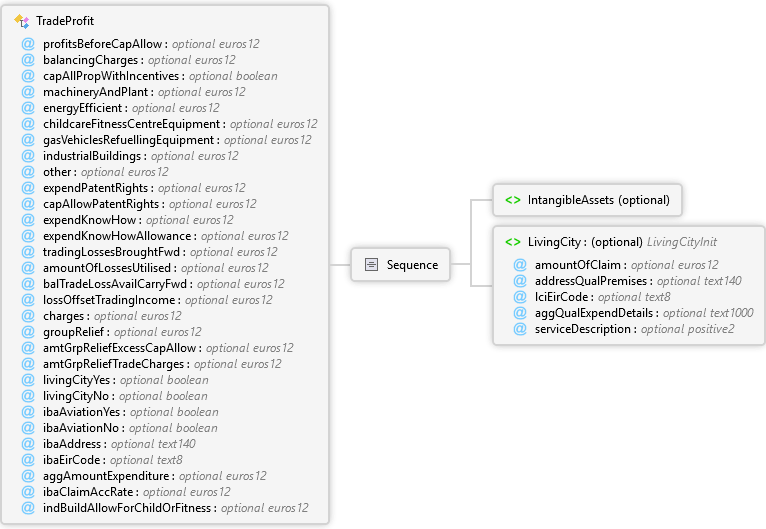 TradeProfit
@ profitsBeforeCapAllow : optional euros12
@ balancingCharges : optional euros12
@ capAllPropWithIncentives : optional boolean
@ machineryAndPlant : optional euros12
@ energyEfficient : optional euros12
@ childcareFitnessCentreEquipment : optional euros12
@ gasVehiclesRefuellingEquipment : optional euros12
@ industrialBuildings : optional euros12
@ other : optional euros12
@ expendPatentRights : optional euros12
@ capAllowPatentRights : optional euros12
@ expendKnowHow : optional euros12
@ expendKnowHowAllowance : optional euros12
@ tradingLossesBroughtFwd : optional euros12
@ amountOfLossesUtilised : optional euros12
@ balTradeLossAvailCarryFwd : optional euros12
@ lossOffsetTradingIncome : optional euros12
@ charges : optional euros12
@ groupRelief : optional euros12
@ amtGrpReliefExcessCapAllow : optional euros12
@ amtGrpReliefTradeCharges : optional euros12
@ livingCityYes : optional boolean
@ livingCityNo : optional boolean
@ ibaAviationYes : optional boolean
@ ibaAviationNo : optional boolean
@ ibaAddress : optional text140
@ ibaEirCode : optional text8
@ aggAmountExpenditure : optional euros12
@ ibaClaimAccRate : optional euros12
@ indBuildAllowForChildOrFitness : optional euros12
Sequence
<> IntangibleAssets (optional)
<> LivingCity : (optional) LivingCityInit
@ amountOfClaim : optional euros12
@ addressQualPremises : optional text140
@ lciEirCode : optional text8
@ aggQualExpendDetails : optional text1000
@ serviceDescription : optional positive2